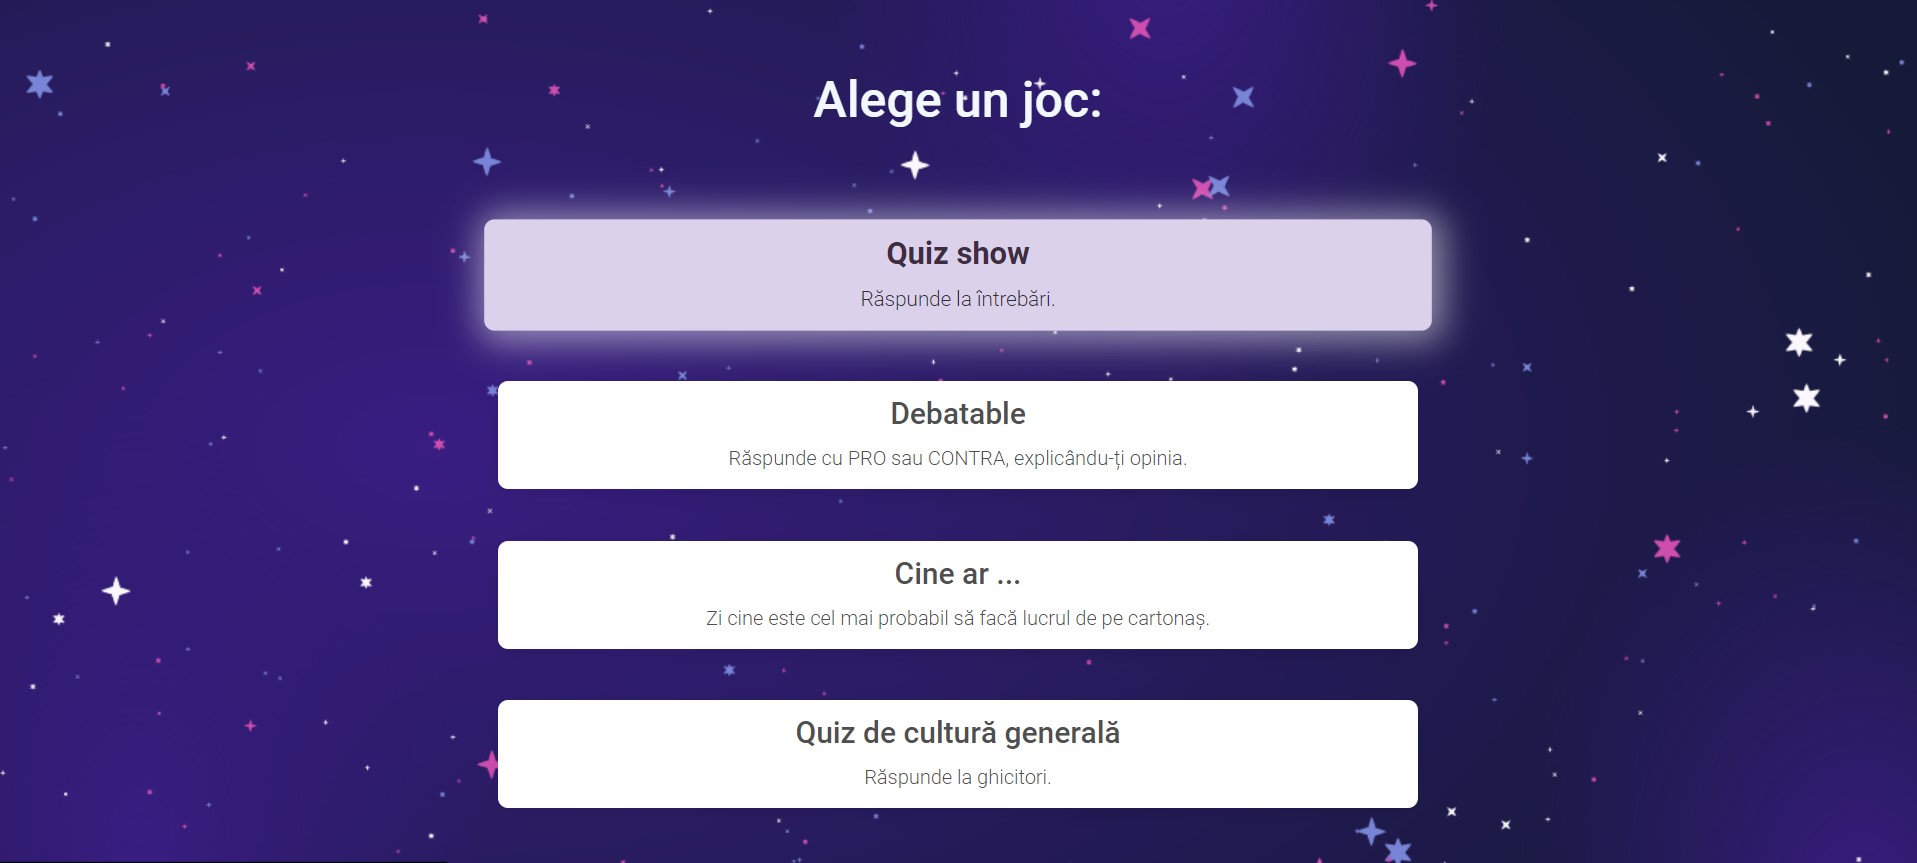 Alege un joc:
Quiz show
Răspunde la întrebări.
Debatable
Răspunde cu PRO sau CONTRA, explicându-ți opinia.
Cine ar ...
Zi cine este cel mai probabil să facă lucrul de pe cartonaș.
Quiz de cultură generală
Răspunde la ghicitori.